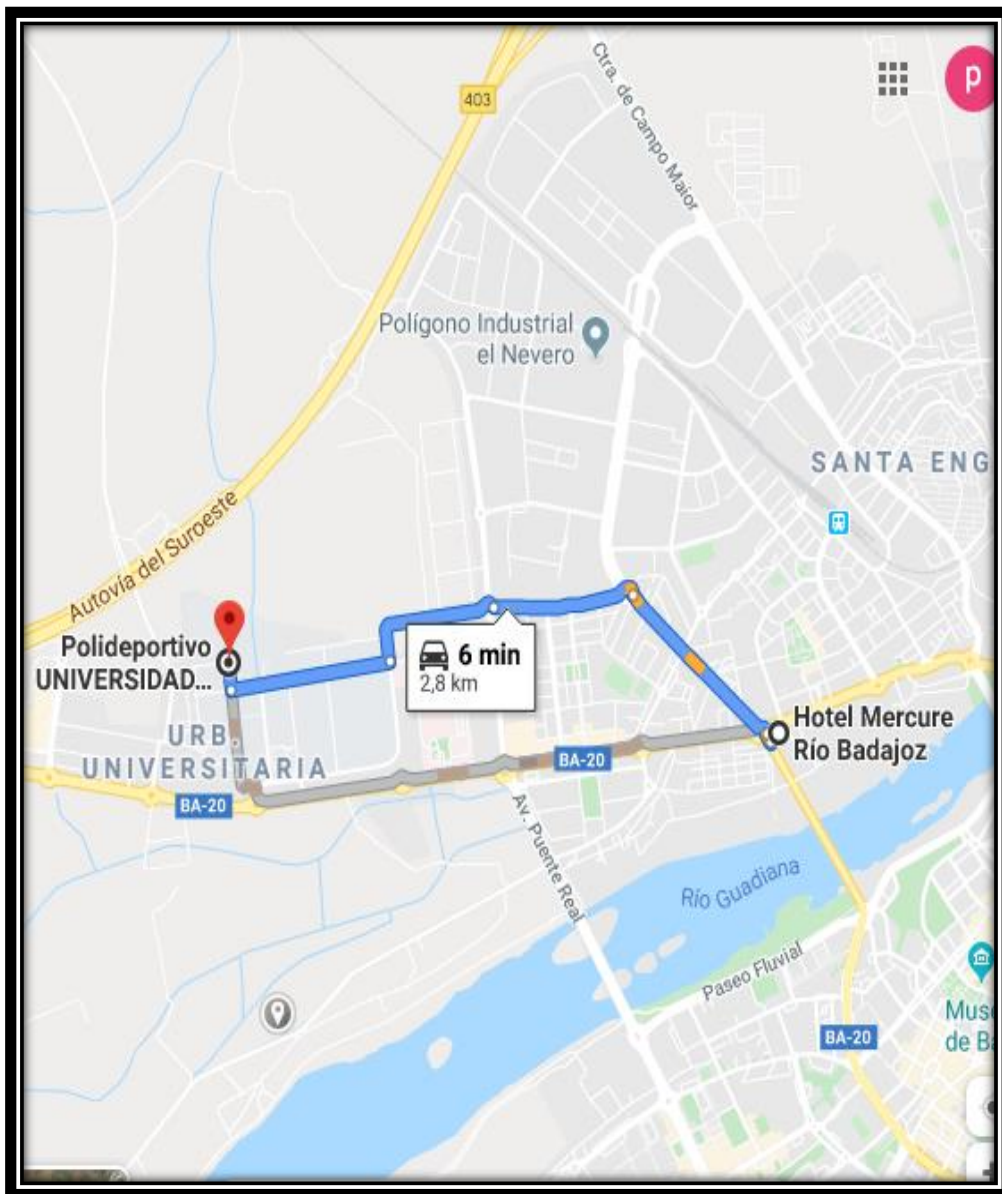 Ctra. de Campo Maior
p
403
Polígono Industrial
el Nevero
SANTA ENG
Autovía del Suroeste
Polideportivo
UNIVERSIDAD...
6 min
2,8 km
Hotel Mercure
Río Badajoz
URB.
UNIVERSITARIA
BA-20
BA-20
Av. Puente Real
Río Guadiana
Paseo Fluvial
Muse
de Ba
BA-20